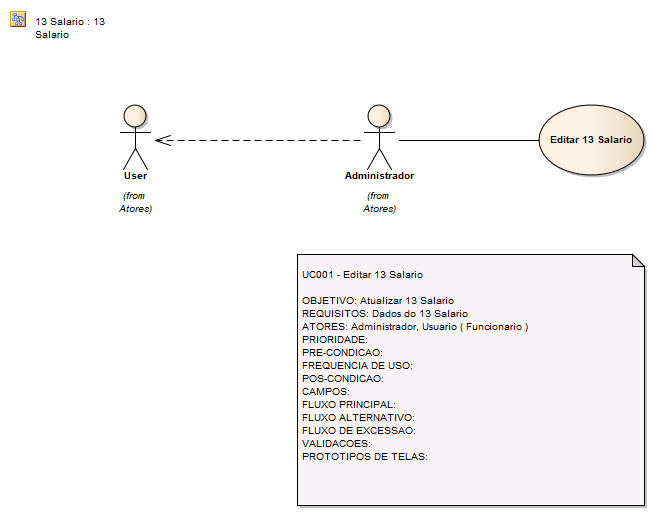 13 Salario : 13
Salario
User
(from
Atores)
Administrador
(from
Atores)
Editar 13 Salario
UC001 - Editar 13 Salario
OBJETIVO: Atualizar 13 Salario
REQUISITOS: Dados do 13 Salario
ATORES: Administrador, Usuario ( Funcionario )
PRIORIDADE:
PRE-CONDICAO:
FREQUENCIA DE USO:
POS-CONDICAO:
CAMPOS:
FLUXO PRINCIPAL:
FLUXO ALTERNATIVO:
FLUXO DE EXCESSAO:
VALIDACOES:
PROTOTIPOS DE TELAS: